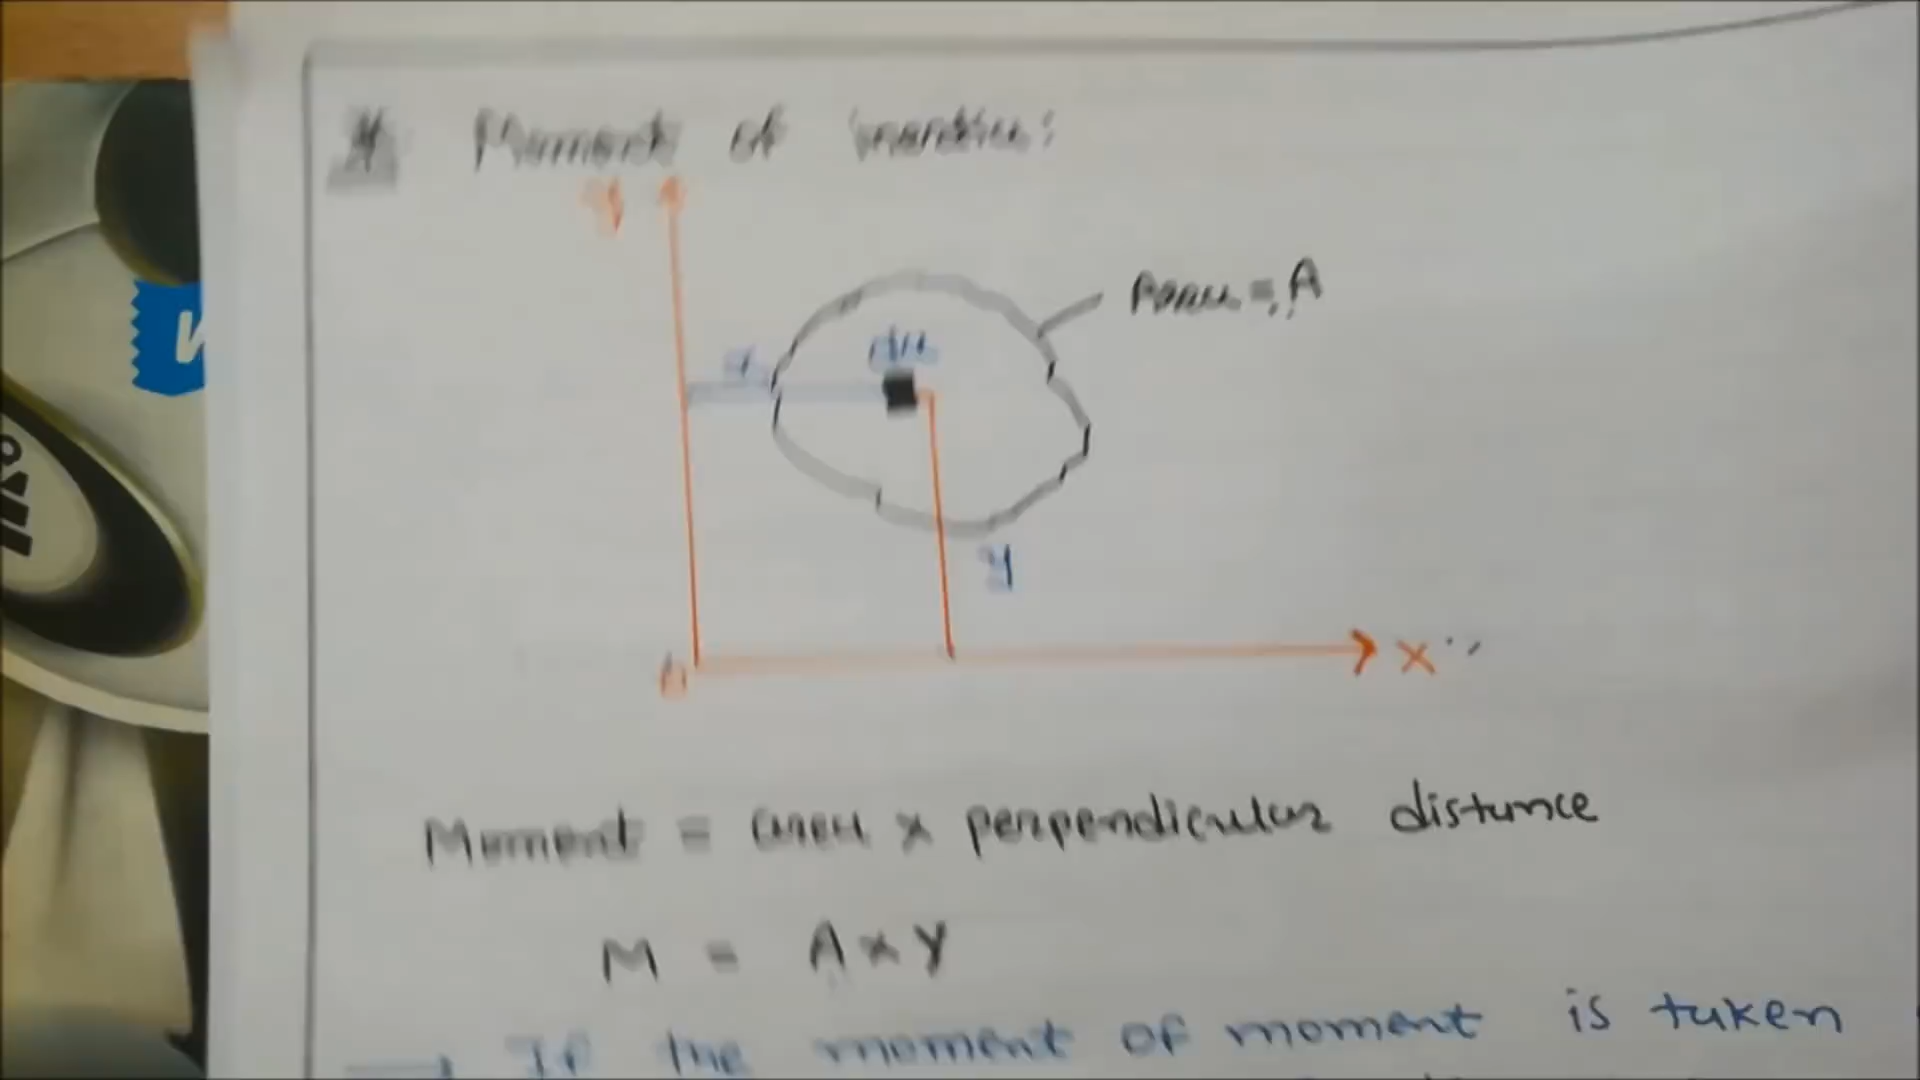 Moment of inertia:
y
Area = A
x
da
y
x
Moment = area x perpendicular distance
M = A x y
→ If the moment of moment is taken